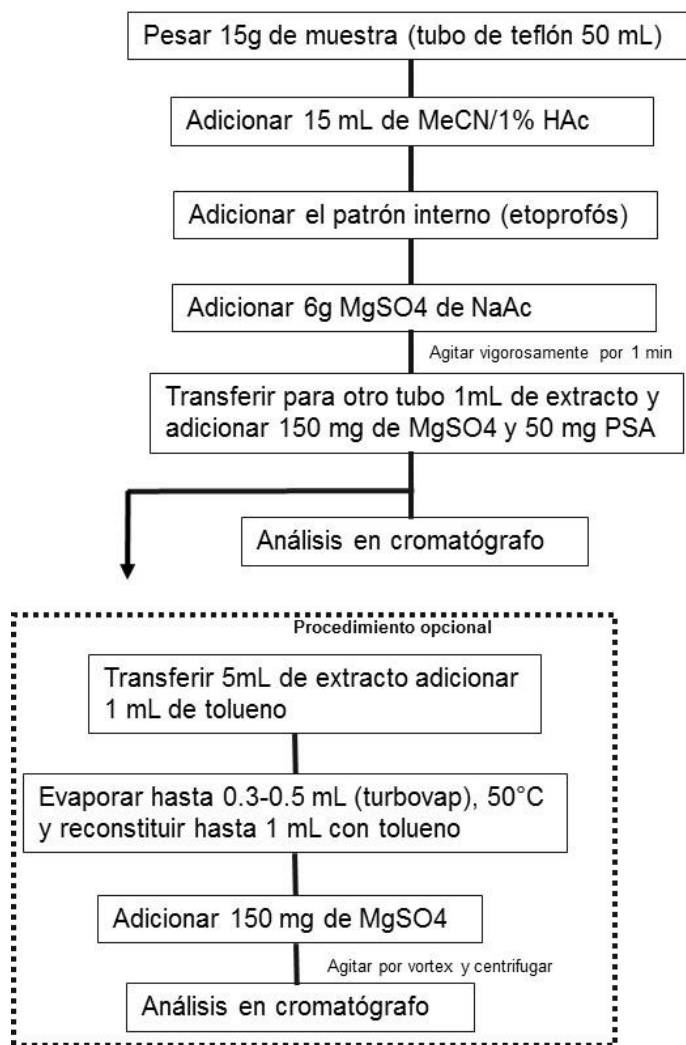 Pesar 15g de muestra (tubo de teflón 50 mL)
Adicionar 15 mL de MeCN/1% HAc
Adicionar el patrón interno (etoprofós)
Adicionar 6g MgSO4 de NaAc
Agitar vigorosamente por 1 min
Transferir para otro tubo 1mL de extracto y
adicionar 150 mg de MgSO4 y 50 mg PSA
Análisis en cromatógrafo
Procedimiento opcional
Transferir 5mL de extracto adicionar
1 mL de tolueno
Evaporar hasta 0.3-0.5 mL (turbovap), 50°C
y reconstituir hasta 1 mL con tolueno
Adicionar 150 mg de MgSO4
Agitar por vortex y centrifugar
Análisis en cromatógrafo